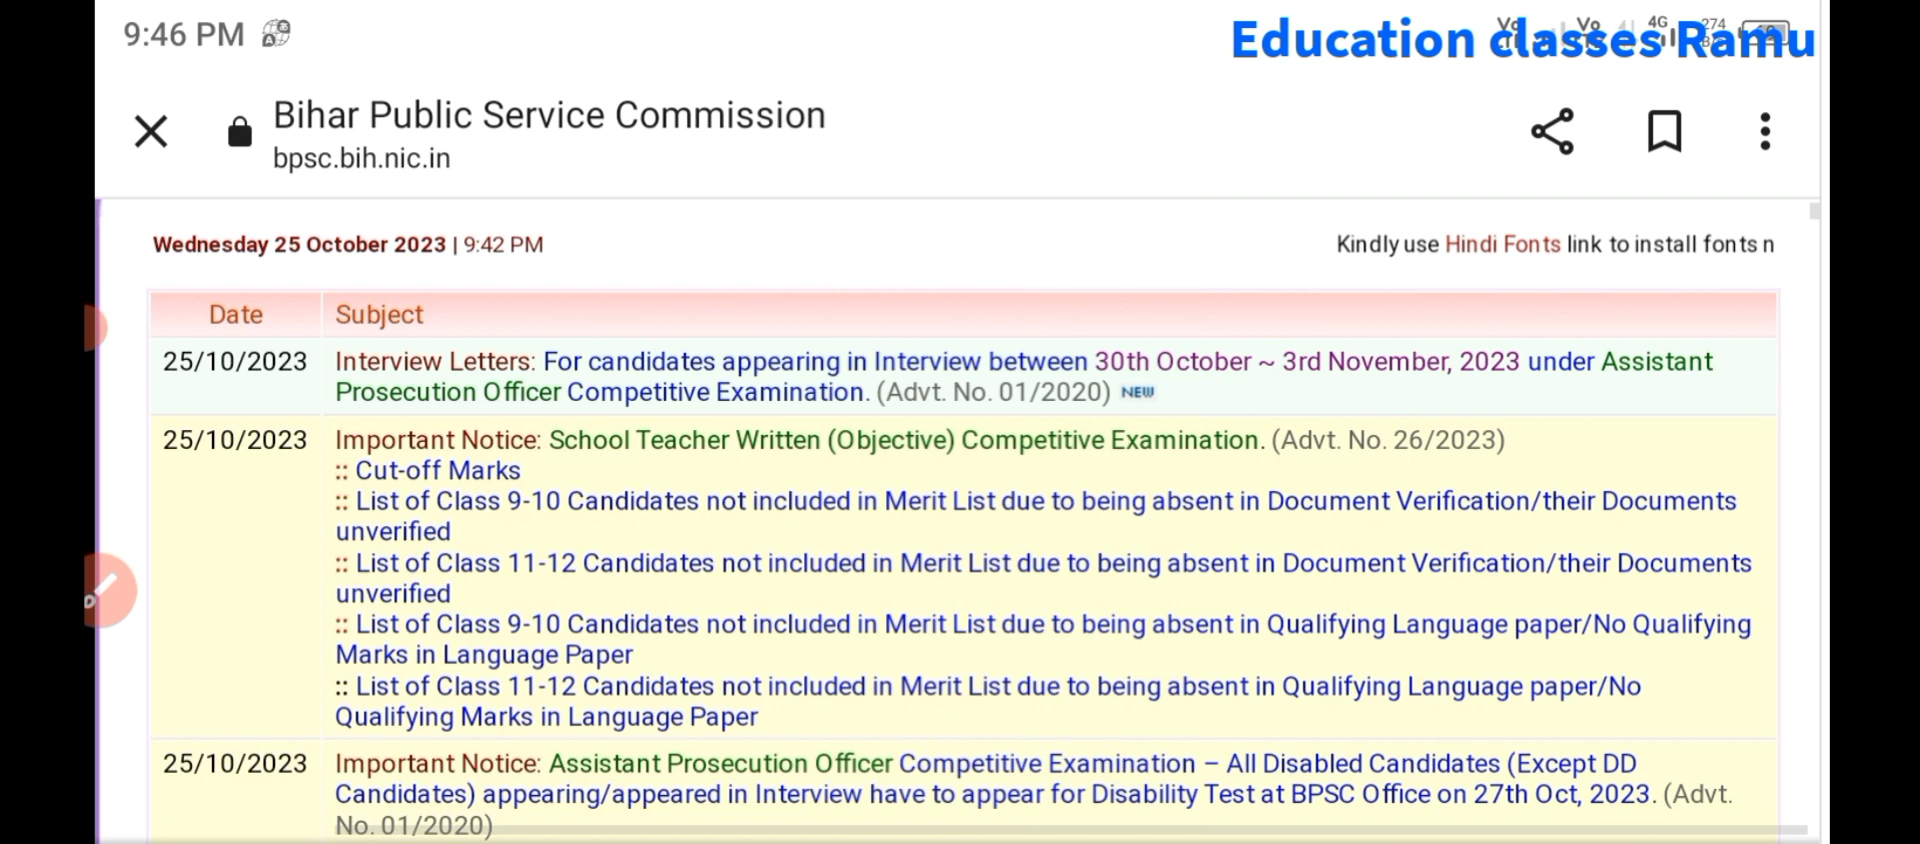 9:46 PM
Education classes Ramu
4G
274
Bihar Public Service Commission
bpsc.bih.nic.in
Wednesday 25 October 2023 | 9:42 PM
Kindly use Hindi Fonts link to install fonts n
Date Subject
25/10/2023 Interview Letters: For candidates appearing in Interview between 30th October ~ 3rd November, 2023 under Assistant
Prosecution Officer Competitive Examination. (Advt. No. 01/2020) NEW
25/10/2023 Important Notice: School Teacher Written (Objective) Competitive Examination. (Advt. No. 26/2023)
:: Cut-off Marks
:: List of Class 9-10 Candidates not included in Merit List due to being absent in Document Verification/their Documents
unverified
:: List of Class 11-12 Candidates not included in Merit List due to being absent in Document Verification/their Documents
unverified
:: List of Class 9-10 Candidates not included in Merit List due to being absent in Qualifying Language paper/No Qualifying
Marks in Language Paper
:: List of Class 11-12 Candidates not included in Merit List due to being absent in Qualifying Language paper/No
Qualifying Marks in Language Paper
25/10/2023 Important Notice: Assistant Prosecution Officer Competitive Examination – All Disabled Candidates (Except DD
Candidates) appearing/appeared in Interview have to appear for Disability Test at BPSC Office on 27th Oct, 2023. (Advt.
No. 01/2020)